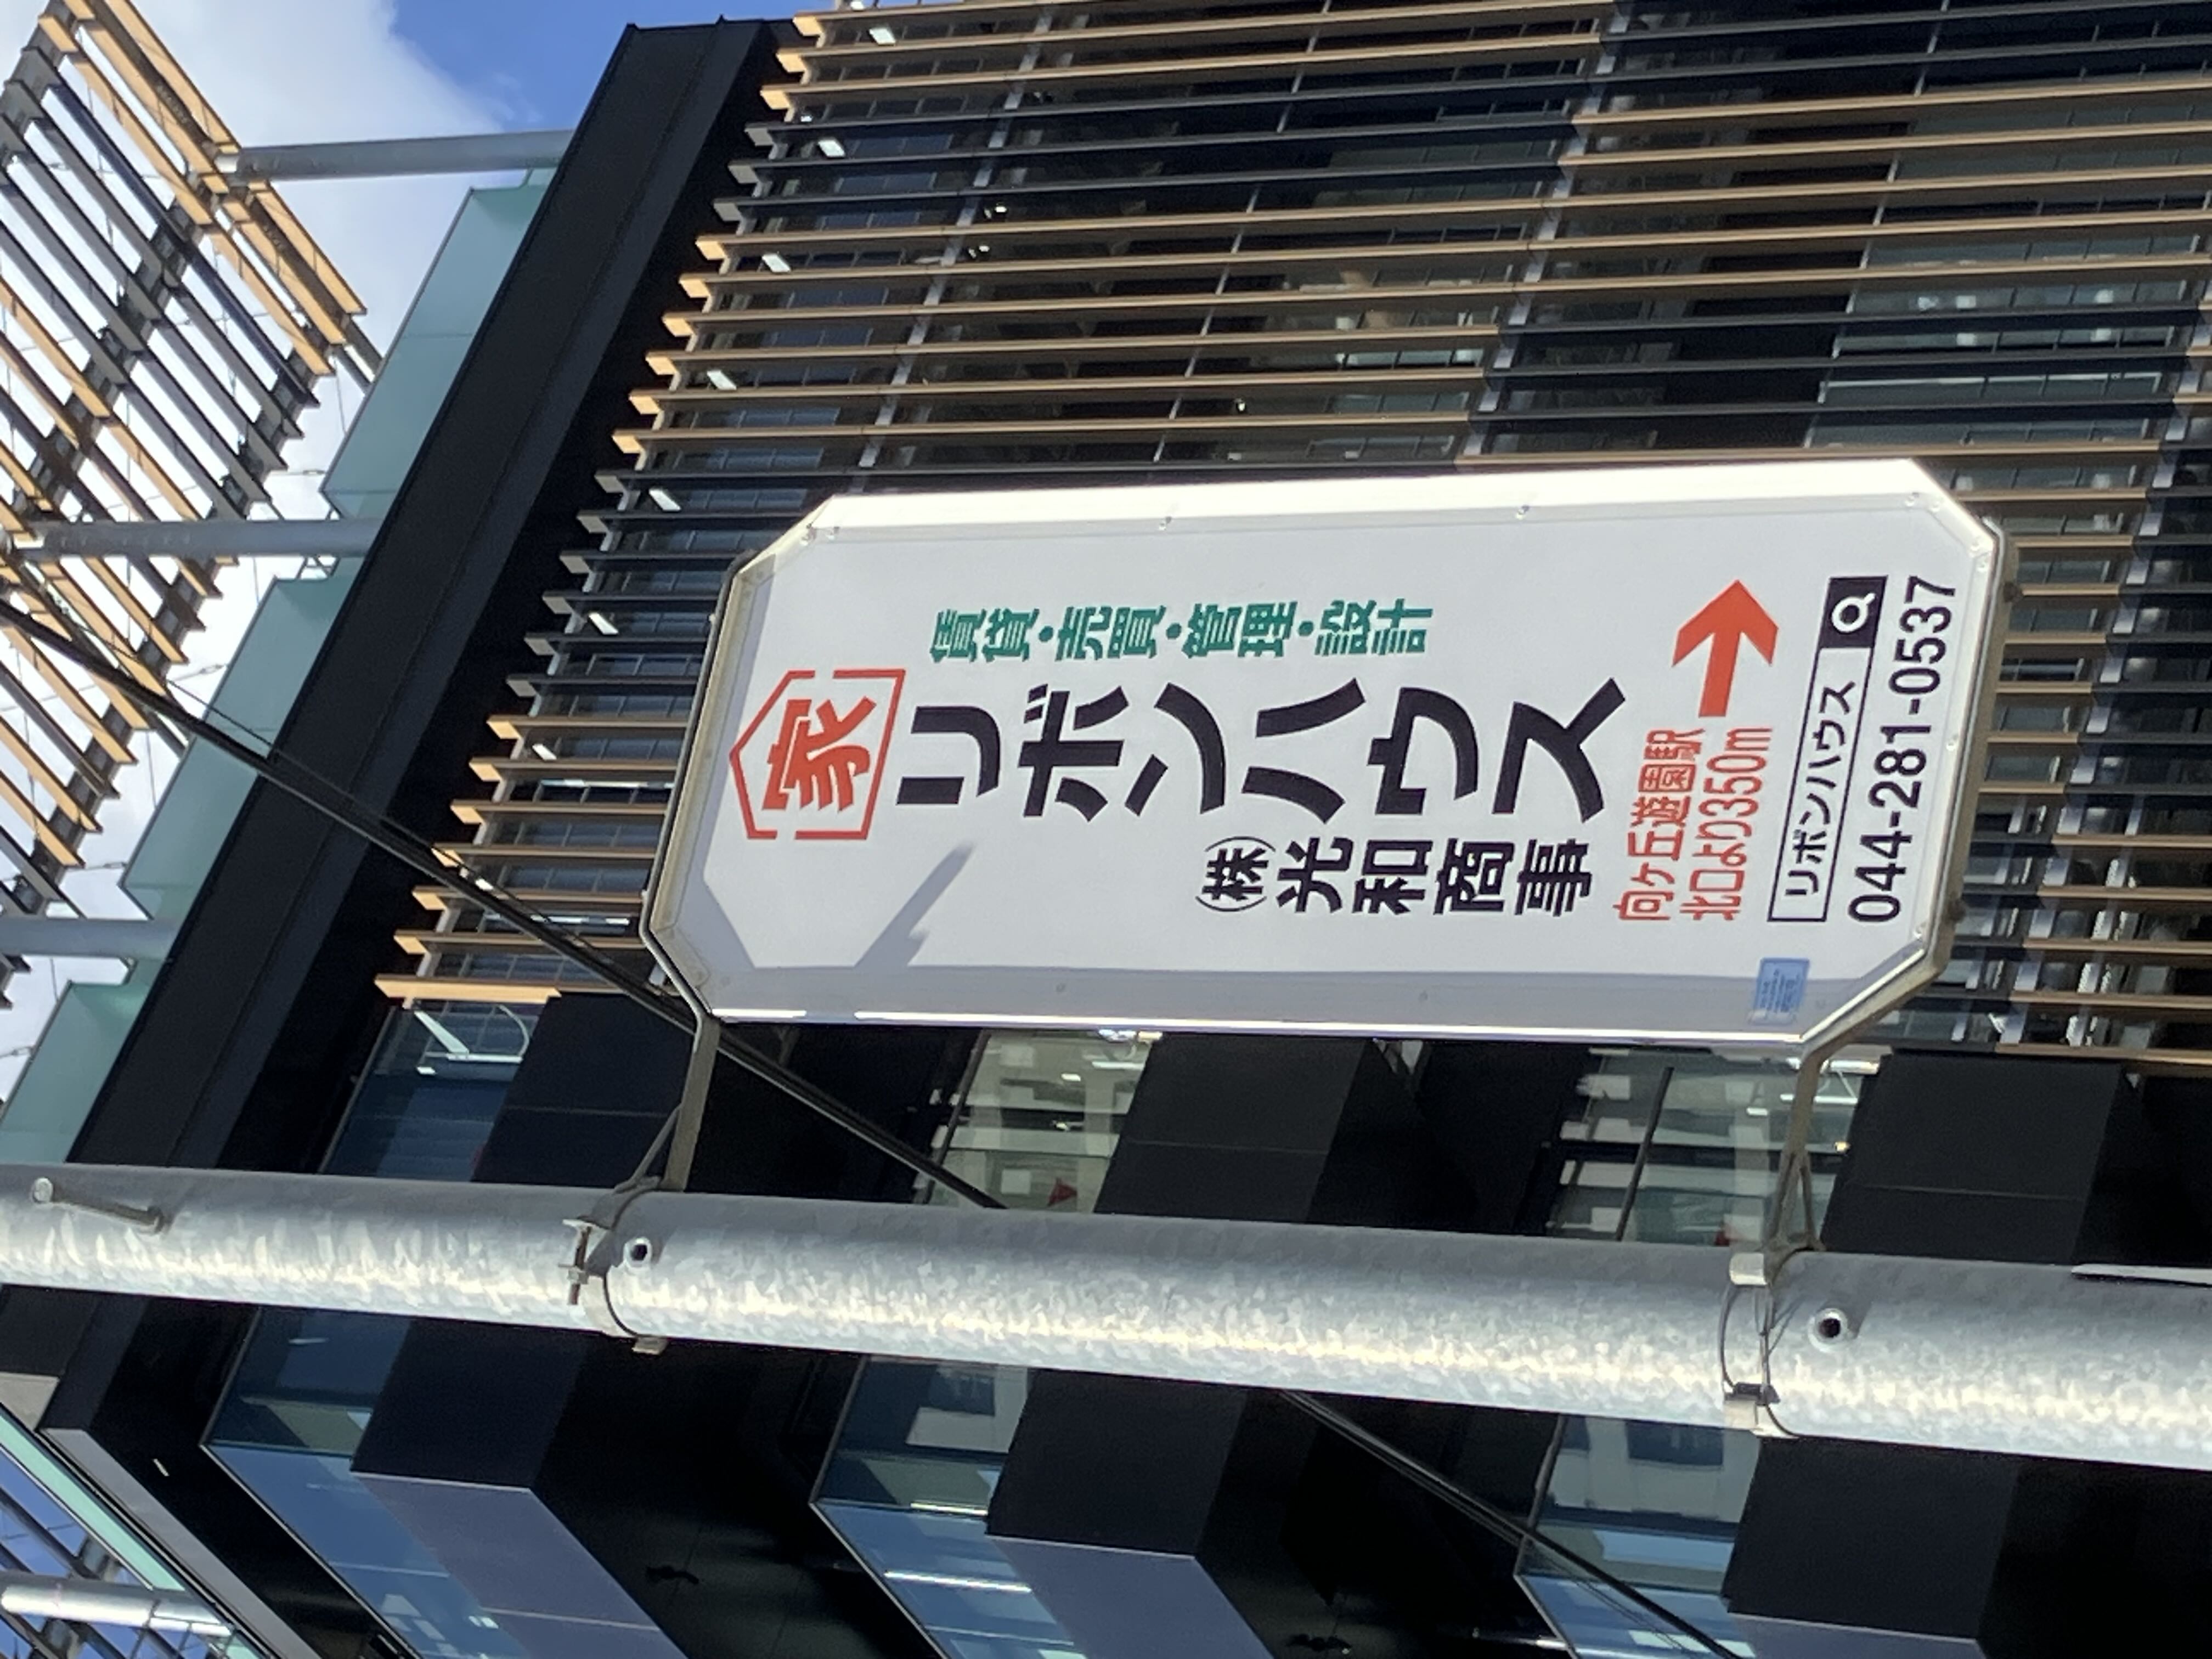 家
賃貸・売買・管理・設計
リボンハウス
㈱光和商事
向ヶ丘遊園駅
北口より350m
リボンハウス
044-281-0537